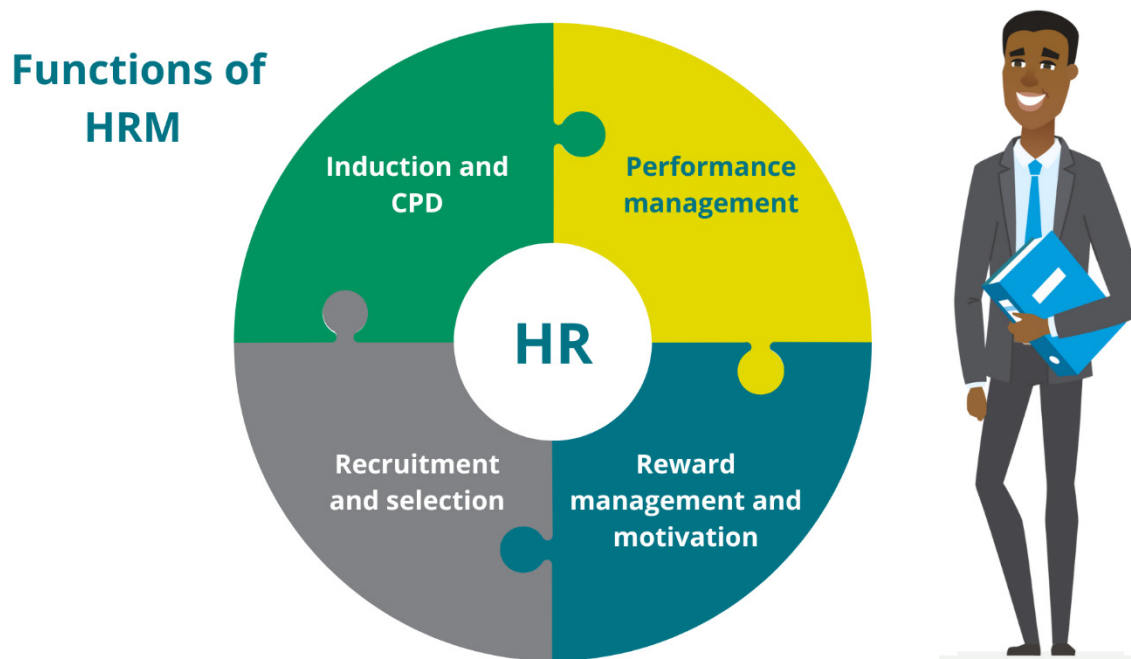 Functions of
HRM
Induction and
CPD
Performance
management
HR
Recruitment
and selection
Reward
management and
motivation